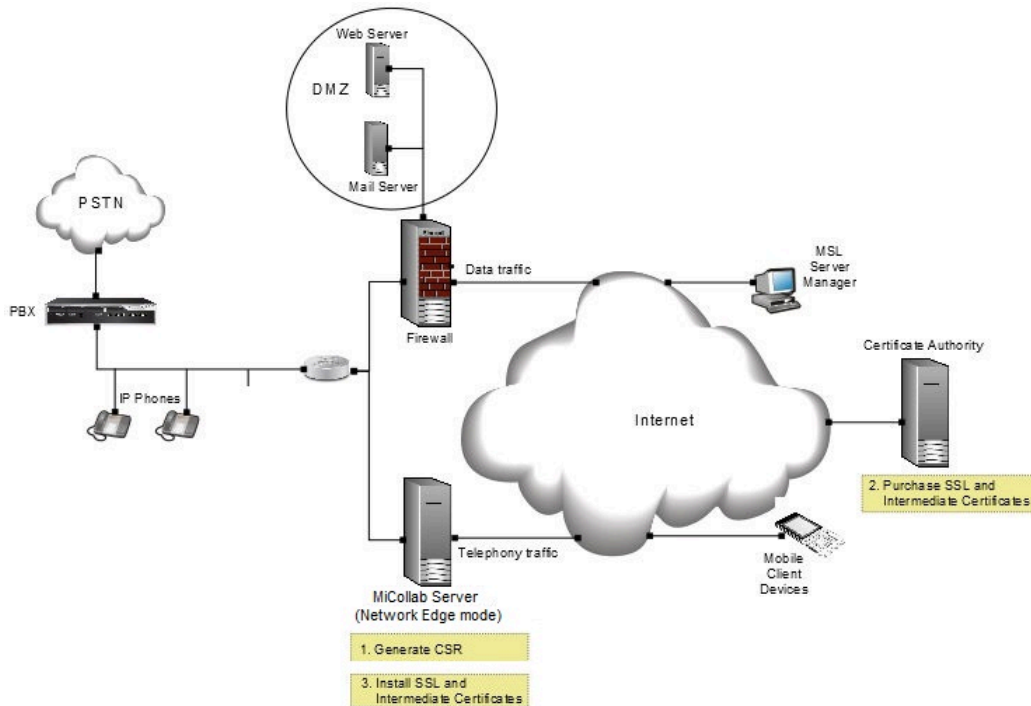 Web Server
DMZ
Mail Server
PSTN
PBX
IP Phones
Firewall
Data traffic
Firewall
MSL
Server
Manager
Certificate Authority
Internet
2. Purchase SSL and
Intermediate Certificates
Telephony traffic
Mobile
Client
Devices
MiCollab Server
(Network Edge mode)
1. Generate CSR
3. Install SSL and
Intermediate Certificates